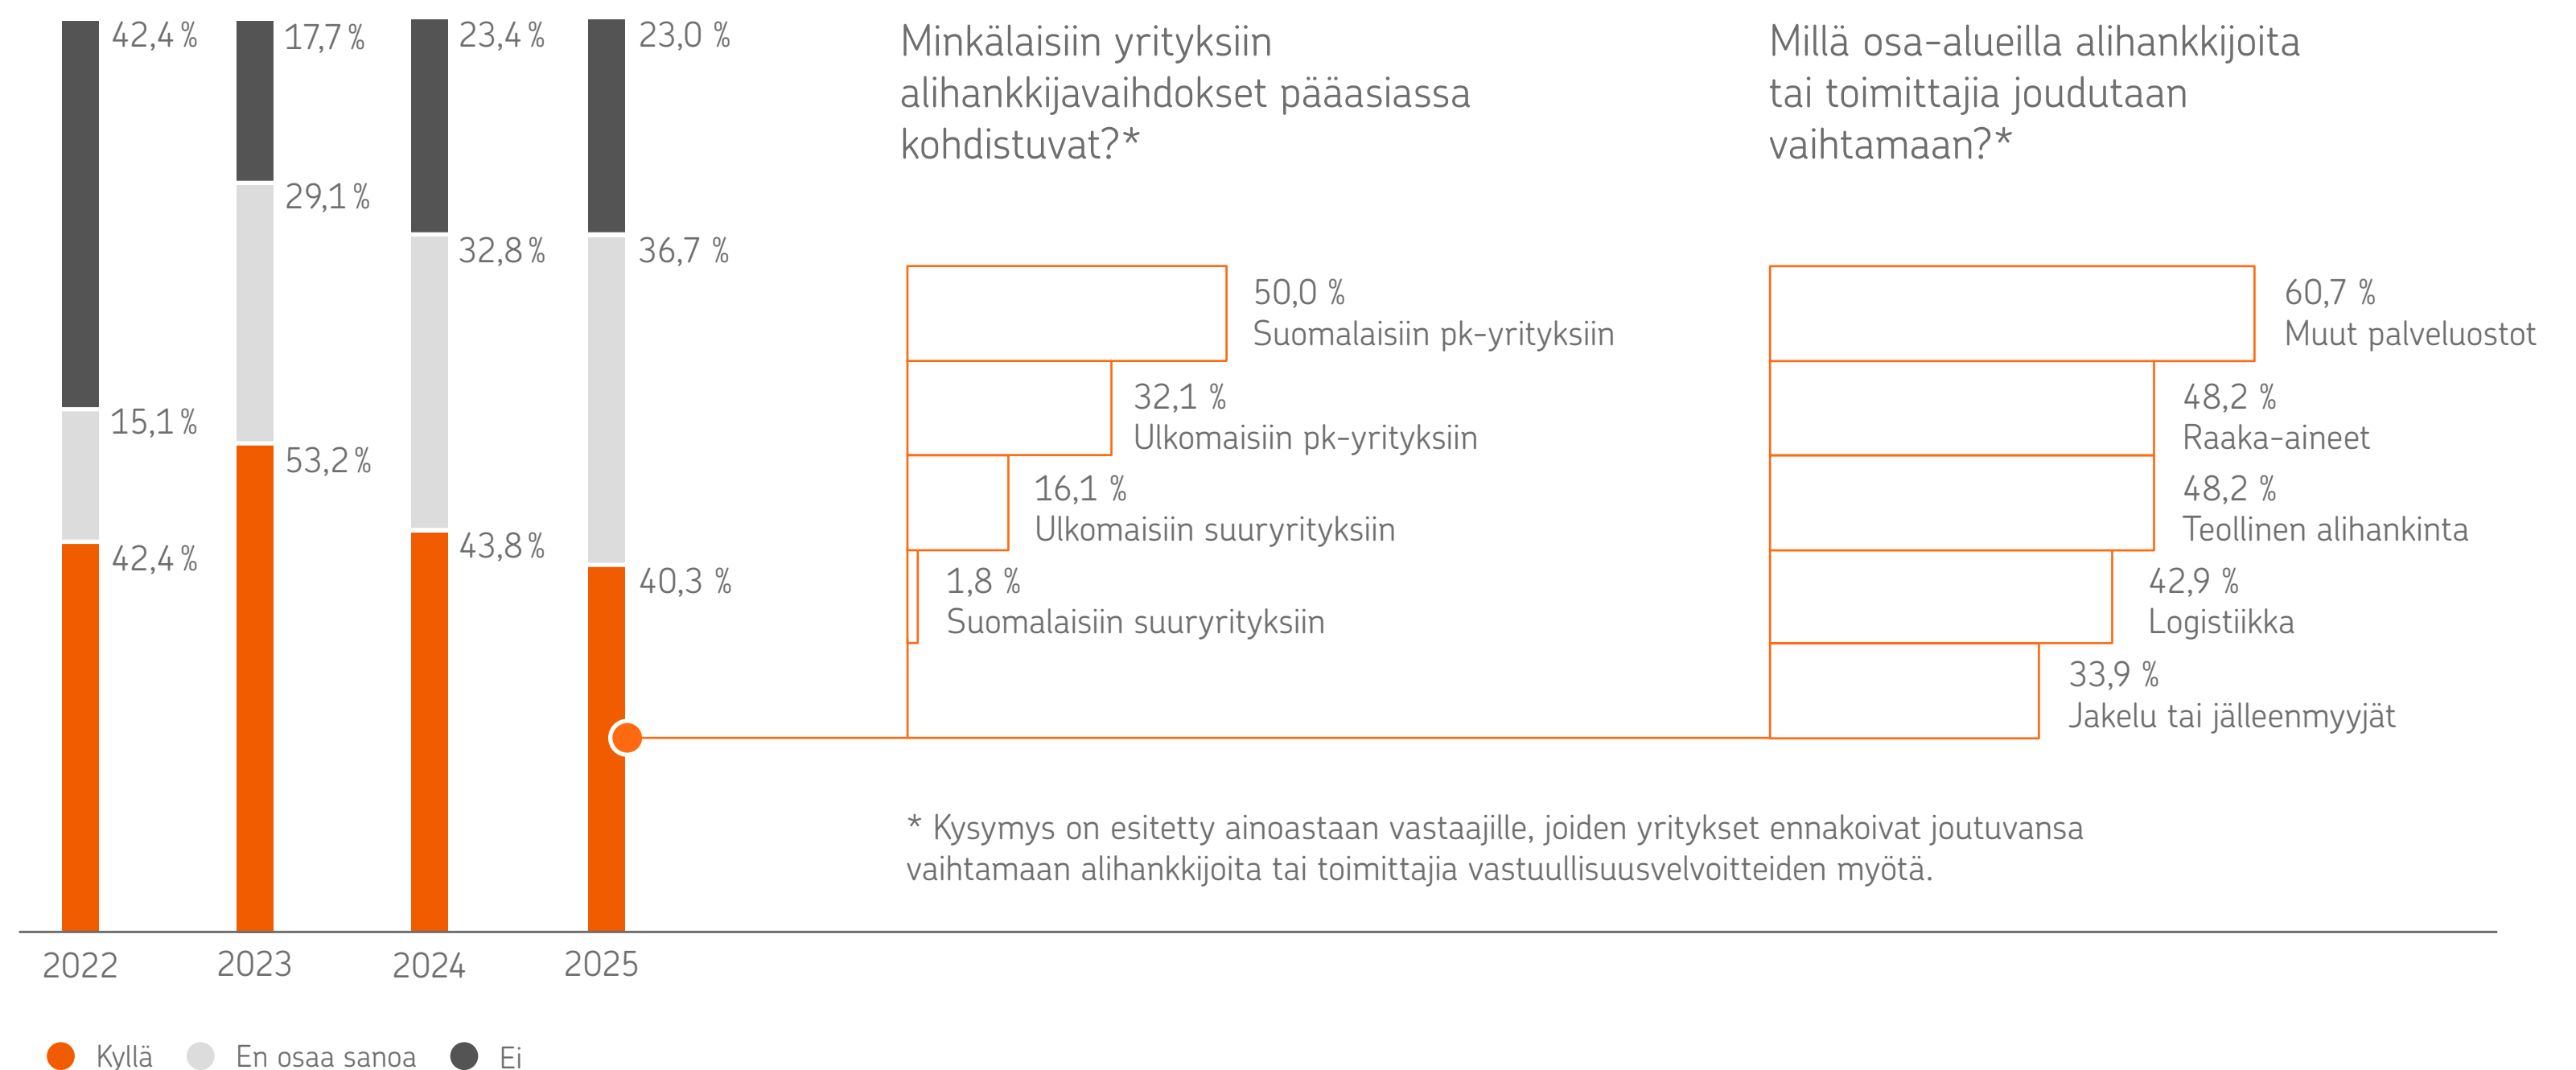 42,4 %
15,1 %
42,4 %
2022
17,7 %
29,1 %
53,2 %
2023
23,4 %
32,8 %
43,8 %
2024
23,0 %
36,7 %
40,3 %
2025
Kyllä
En osaa sanoa
Ei
Minkälaisiin yrityksiin
alihankkijavaihdokset pääasiassa
kohdistuvat?*
50,0 %
Suomalaisiin pk-yrityksiin
32,1 %
Ulkomaisiin pk-yrityksiin
16,1 %
Ulkomaisiin suuryrityksiin
1,8 %
Suomalaisiin suuryrityksiin
Millä osa-alueilla alihankkijoita
tai toimittajia joudutaan
vaihtamaan?*
60,7 %
Muut palveluostot
48,2 %
Raaka-aineet
48,2 %
Teollinen alihankinta
42,9 %
Logistiikka
33,9 %
Jakelu tai jälleenmyyjät
* Kysymys on esitetty ainoastaan vastaajille, joiden yritykset ennakoivat joutuvansa
vaihtamaan alihankkijoita tai toimittajia vastuullisuusvelvoitteiden myötä.